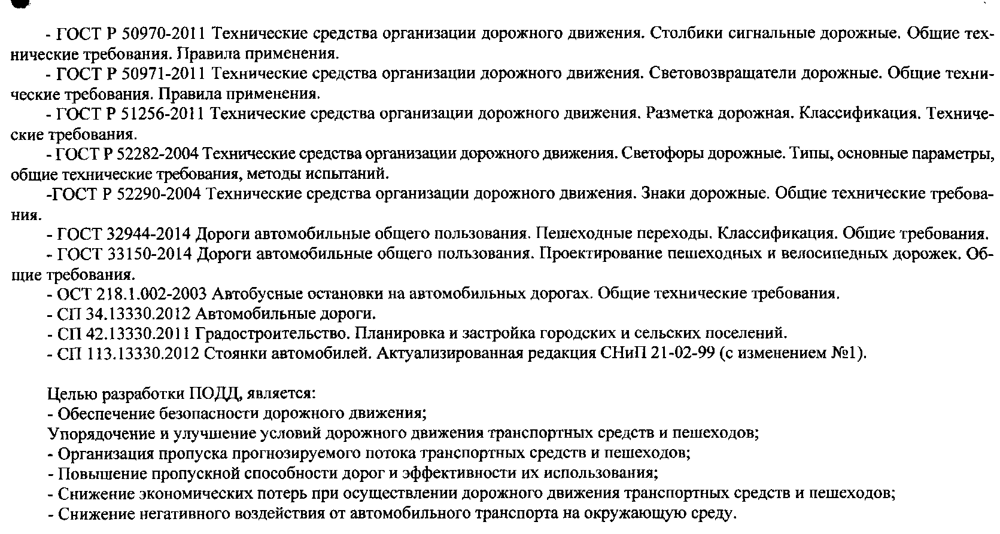 - ГОСТ Р 50970-2011 Технические средства организации дорожного движения. Столбики сигнальные дорожные. Общие тех-
нические требования. Правила применения.
- ГОСТ Р 50971-2011 Технические средства организации дорожного движения. Световозвращатели дорожные. Общие техни-
ческие требования. Правила применения.
- ГОСТ Р 51256-2011 Технические средства организации дорожного движения. Разметка дорожная. Классификация. Техниче-
ские требования.
- ГОСТ Р 52282-2004 Технические средства организации дорожного движения. Светофоры дорожные. Типы, основные параметры,
общие технические требования, методы испытаний.
-ГОСТ Р 52290-2004 Технические средства организации дорожного движения. Знаки дорожные. Общие технические требова-
ния.
- ГОСТ 32944-2014 Дороги автомобильные общего пользования. Пешеходные переходы. Классификация. Общие требования.
- ГОСТ 33150-2014 Дороги автомобильные общего пользования. Проектирование пешеходных и велосипедных дорожек. Об-
щие требования.
- ОСТ 218.1.002-2003 Автобусные остановки на автомобильных дорогах. Общие технические требования.
- СП 34.13330.2012 Автомобильные дороги.
- СП 42.13330.2011 Градостроительство. Планировка и застройка городских и сельских поселений.
- СП 113.13330.2012 Стоянки автомобилей. Актуализированная редакция СНиП 21-02-99 (с изменением №1).
Целью разработки ПОДД, является:
- Обеспечение безопасности дорожного движения;
Упорядочение и улучшение условий дорожного движения транспортных средств и пешеходов;
- Организация пропуска прогнозируемого потока транспортных средств и пешеходов;
- Повышение пропускной способности дорог и эффективности их использования;
- Снижение экономических потерь при осуществлении дорожного движения транспортных средств и пешеходов;
- Снижение негативного воздействия от автомобильного транспорта на окружающую среду.